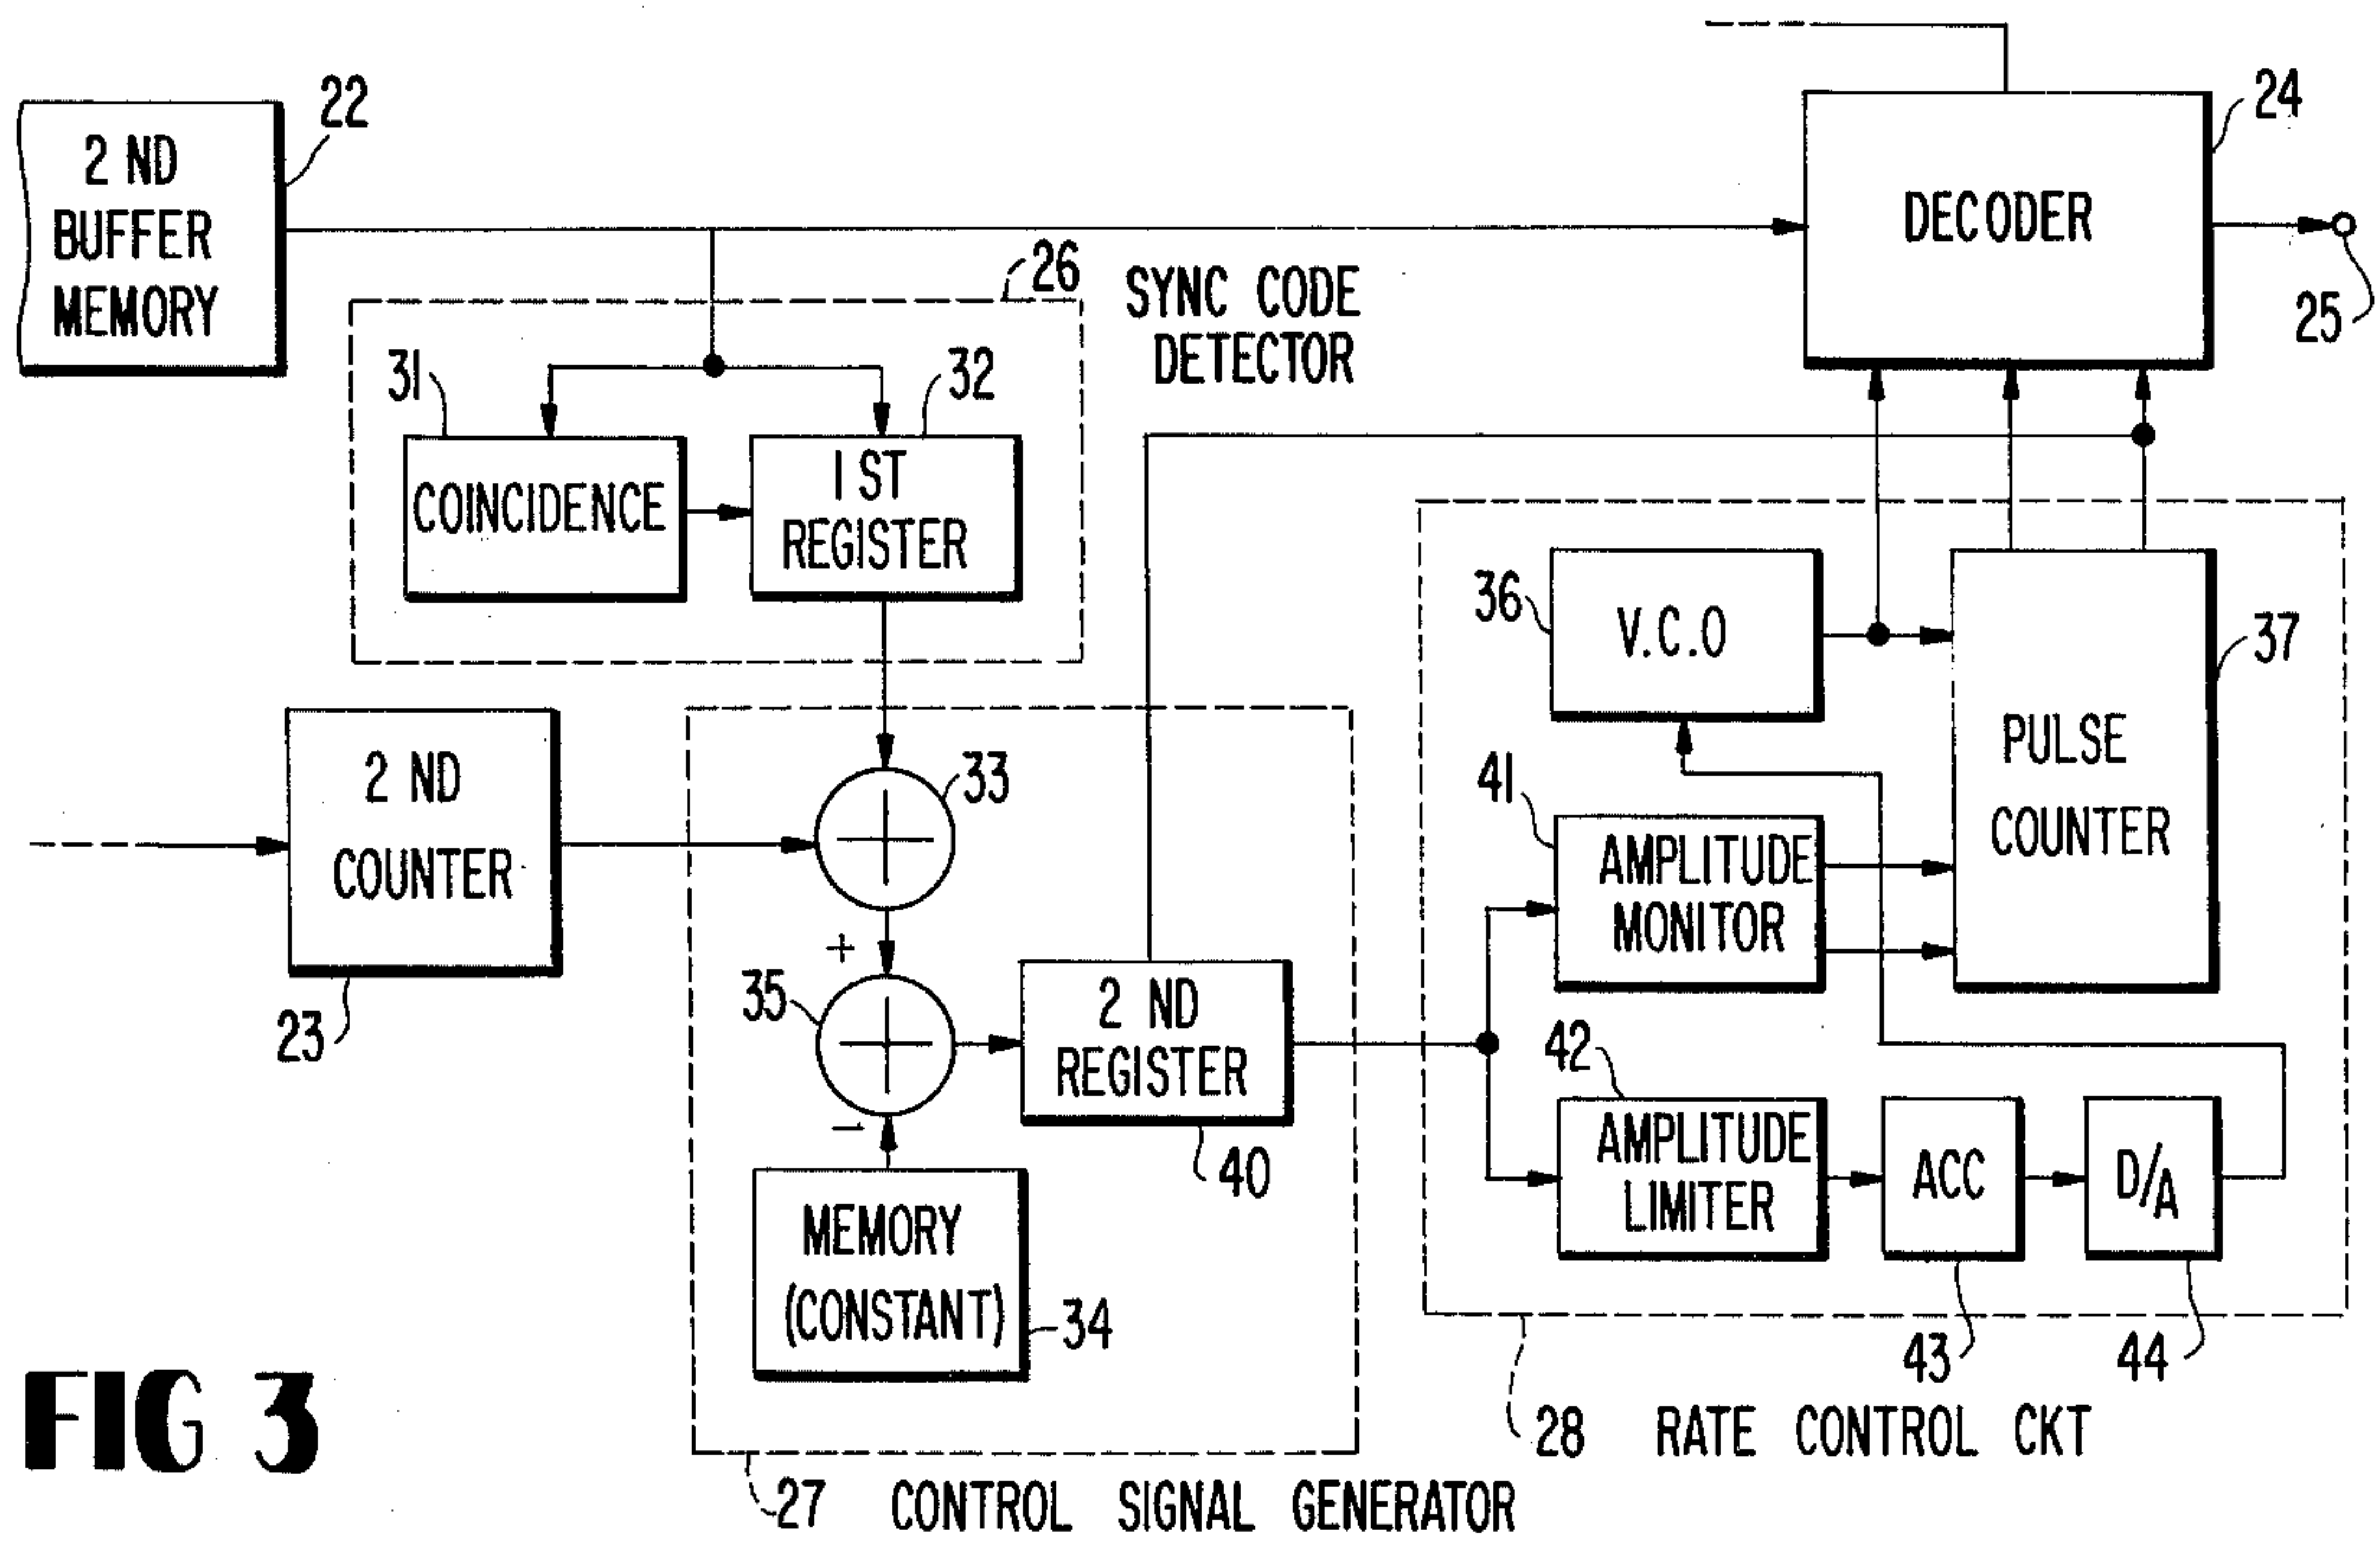 22
2 ND
BUFFER
MEMORY
24
DECODER
25
26
SYNC CODE
DETECTOR
31
32
COINCIDENCE
1 ST
REGISTER
36
V.C.O
37
PULSE
COUNTER
2 ND
COUNTER
23
33
+
35
−
2 ND
REGISTER
40
41
AMPLITUDE
MONITOR
42
AMPLITUDE
LIMITER
ACC
D/A
43
44
MEMORY
(CONSTANT)
34
28 RATE CONTROL CKT
27 CONTROL SIGNAL GENERATOR
FIG 3